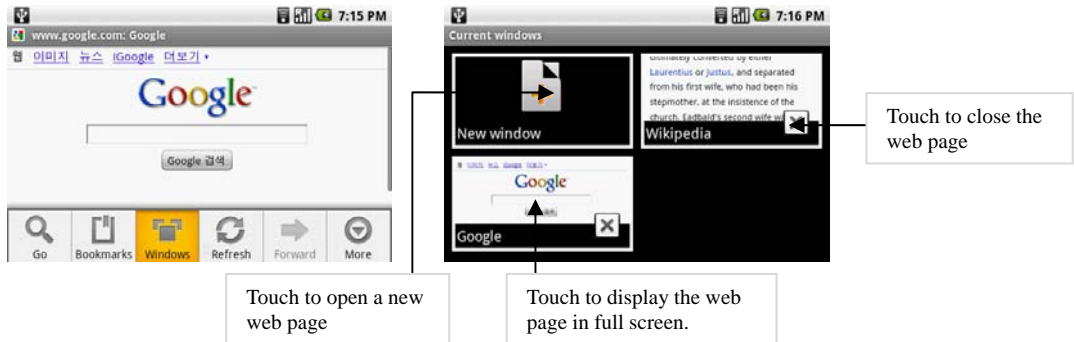 7:15 PM
www.google.com: Google
웹 이미지 뉴스 iGoogle 더보기
Google
Google 검색
Go Bookmarks Windows Refresh Forward More
7:16 PM
Current windows
New window
ultimately converted by either
Laurentius or Justus, and separated
from his first wife, who had been his
stepmother, at the insistence of the
church. Eadbald's second wife
Wikipedia
Google
Google
Touch to close the
web page
Touch to open a new
web page
Touch to display the web
page in full screen.